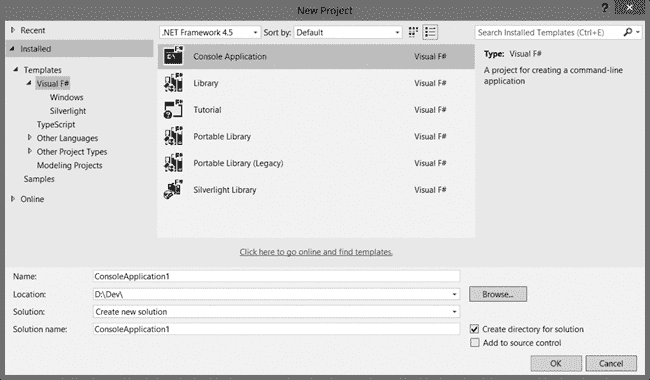 New Project
? ×
Recent
Installed
Templates
Visual F#
Windows
Silverlight
TypeScript
Other Languages
Other Project Types
Modeling Projects
Samples
Online
.NET Framework 4.5 Sort by: Default
Search Installed Templates (Ctrl+E)
Console Application Visual F#
Library Visual F#
Tutorial Visual F#
Portable Library Visual F#
Portable Library (Legacy) Visual F#
Silverlight Library Visual F#
Type: Visual F#
A project for creating a command-line
application
Click here to go online and find templates.
Name: ConsoleApplication1
Location: D:\Dev\ Browse...
Solution: Create new solution
Solution name: ConsoleApplication1
Create directory for solution
Add to source control
OK Cancel